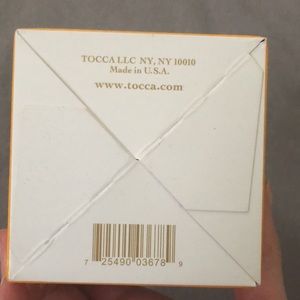 TOCCA LLC NY, NY 10010
Made in U.S.A.
www.tocca.com
7 25490 03678 9